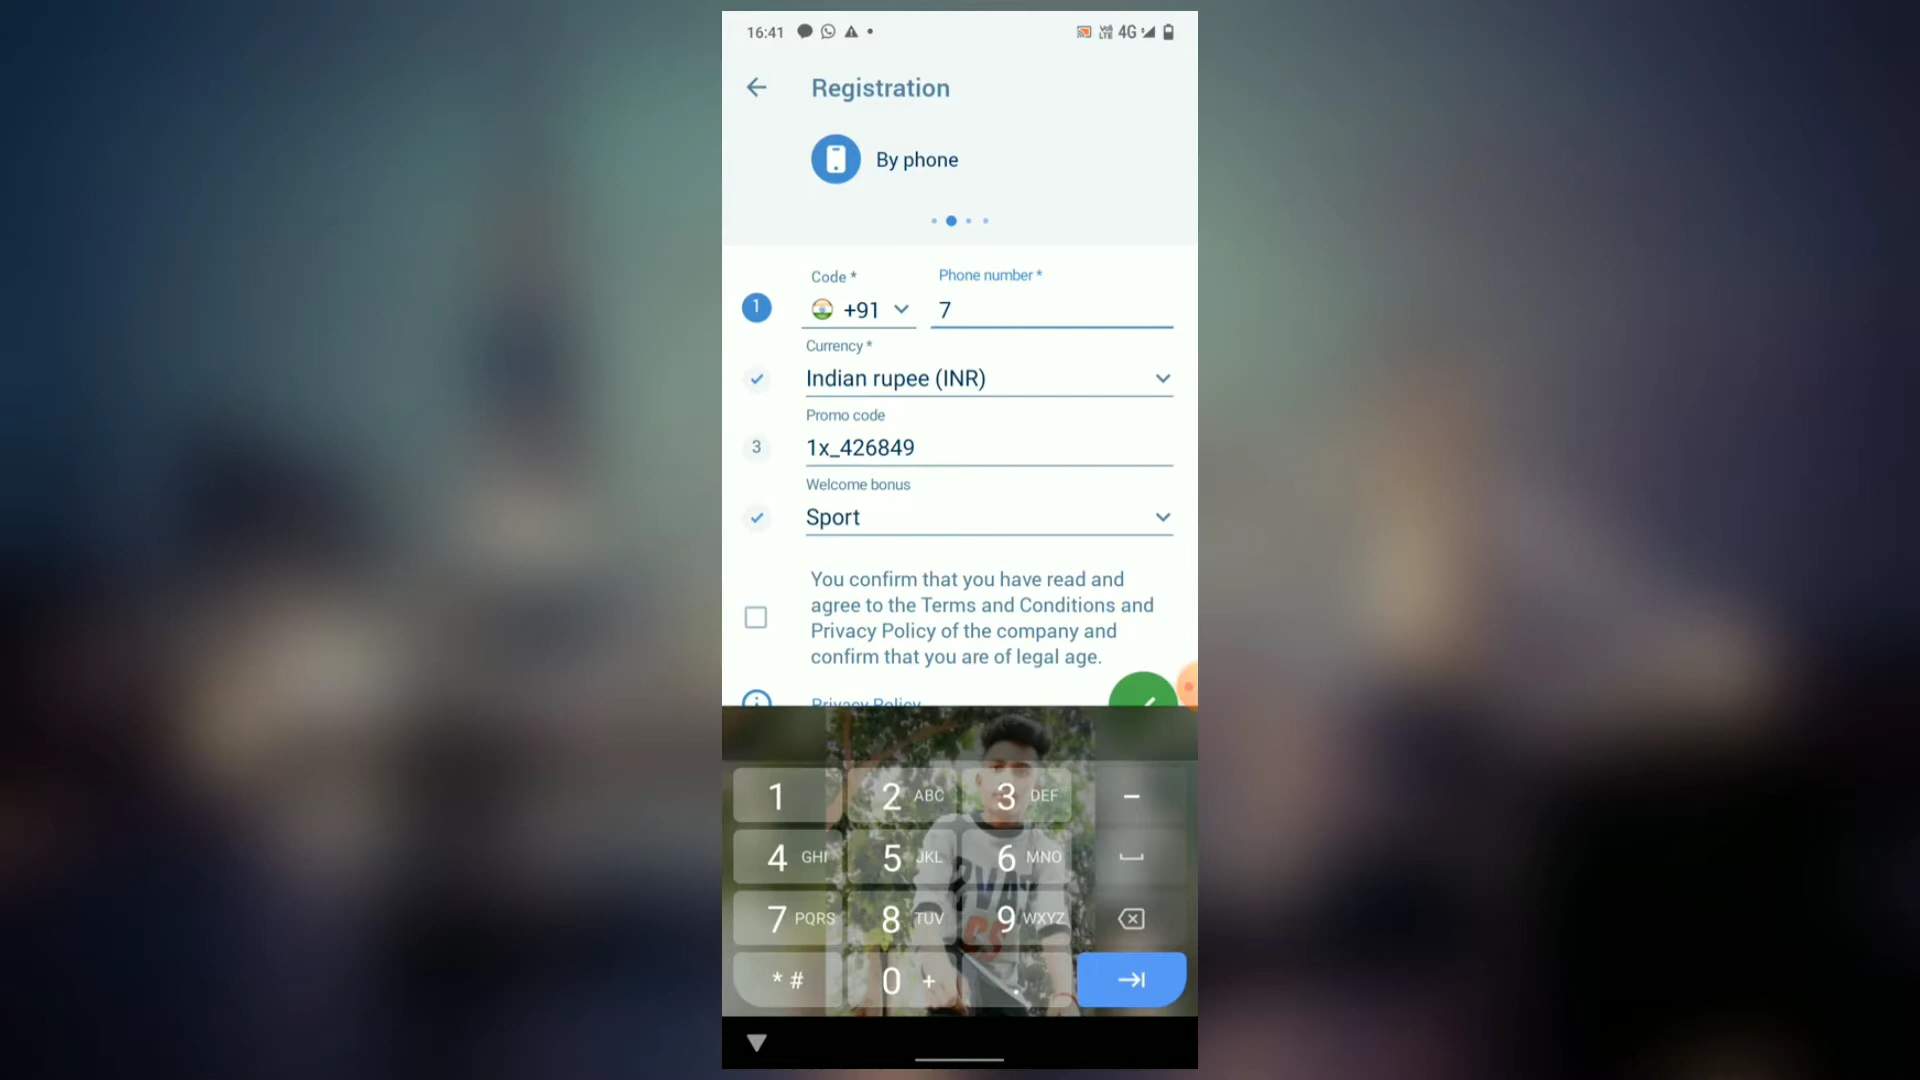 16:41 4G
Registration
By phone
Code * Phone number *
1 +91 7
Currency *
Indian rupee (INR)
Promo code
3 1x_426849
Welcome bonus
Sport
You confirm that you have read and
agree to the Terms and Conditions and
Privacy Policy of the company and
confirm that you are of legal age.
Privacy Policy
1 2 ABC 3 DEF -
4 GHI 5 JKL 6 MNO
7 PQRS 8 TUV 9 WXYZ
* # 0 + .